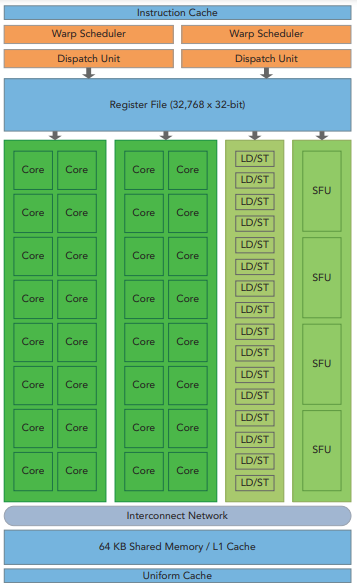 Instruction Cache
Warp Scheduler Warp Scheduler
Dispatch Unit Dispatch Unit
Register File (32,768 x 32-bit)
Core Core Core Core LD/ST
LD/ST
SFU
Core Core Core Core LD/ST
LD/ST
Core Core Core Core LD/ST
LD/ST
SFU
Core Core Core Core LD/ST
LD/ST
Core Core Core Core LD/ST
LD/ST
SFU
Core Core Core Core LD/ST
LD/ST
Core Core Core Core LD/ST
LD/ST
SFU
Core Core Core Core LD/ST
LD/ST
Interconnect Network
64 KB Shared Memory / L1 Cache
Uniform Cache